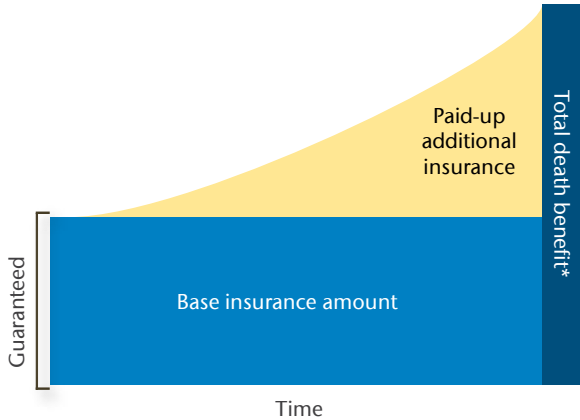 Paid-up
additional
insurance
Total death benefit*
Guaranteed
Base insurance amount
Time